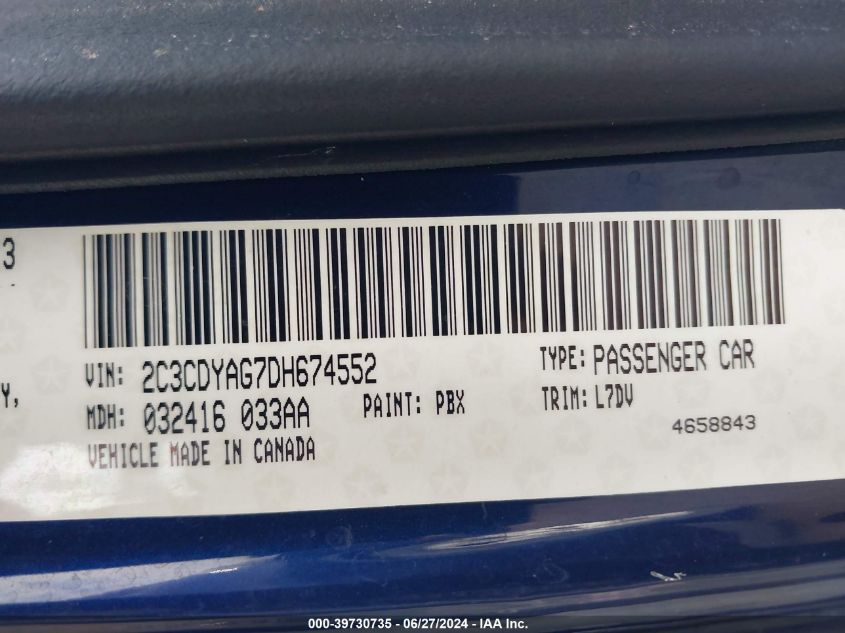 3
VIN: 2C3CDYAG7DH674552
TYPE: PASSENGER CAR
Y,
MDH: 032416 033AA
PAINT: PBX
TRIM: L7DV
VEHICLE MADE IN CANADA
4658843
000-39730735 - 06/27/2024 - IAA Inc.